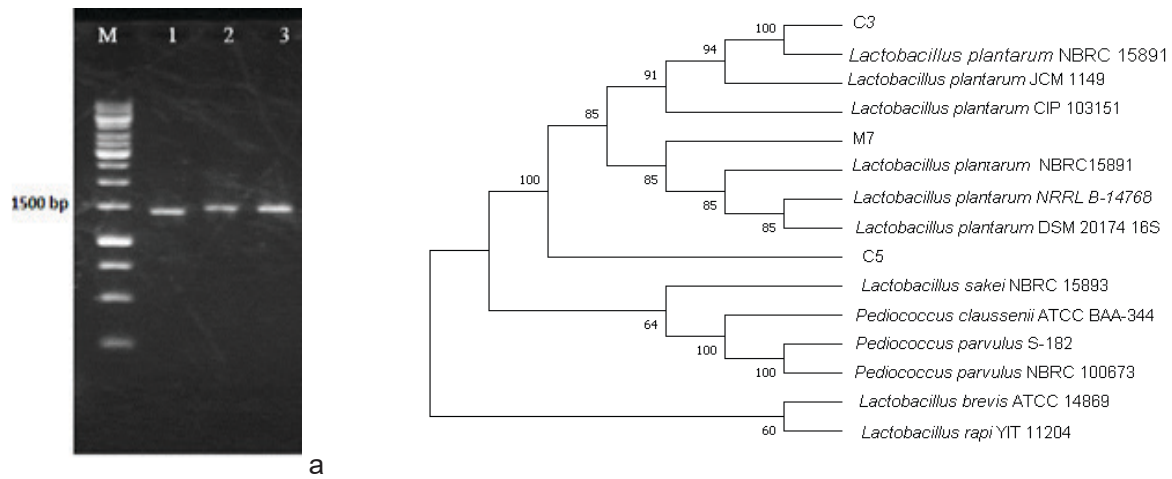 M 1 2 3
1500 bp
a
C3
100
Lactobacillus plantarum NBRC 15891
94
Lactobacillus plantarum JCM 1149
91
Lactobacillus plantarum CIP 103151
85
M7
Lactobacillus plantarum NBRC15891
85
100
Lactobacillus plantarum NRRL B-14768
85
Lactobacillus plantarum DSM 20174 16S
85
C5
Lactobacillus sakei NBRC 15893
64
Pediococcus claussenii ATCC BAA-344
Pediococcus parvulus S-182
100
Pediococcus parvulus NBRC 100673
100
Lactobacillus brevis ATCC 14869
Lactobacillus rapi YIT 11204
60